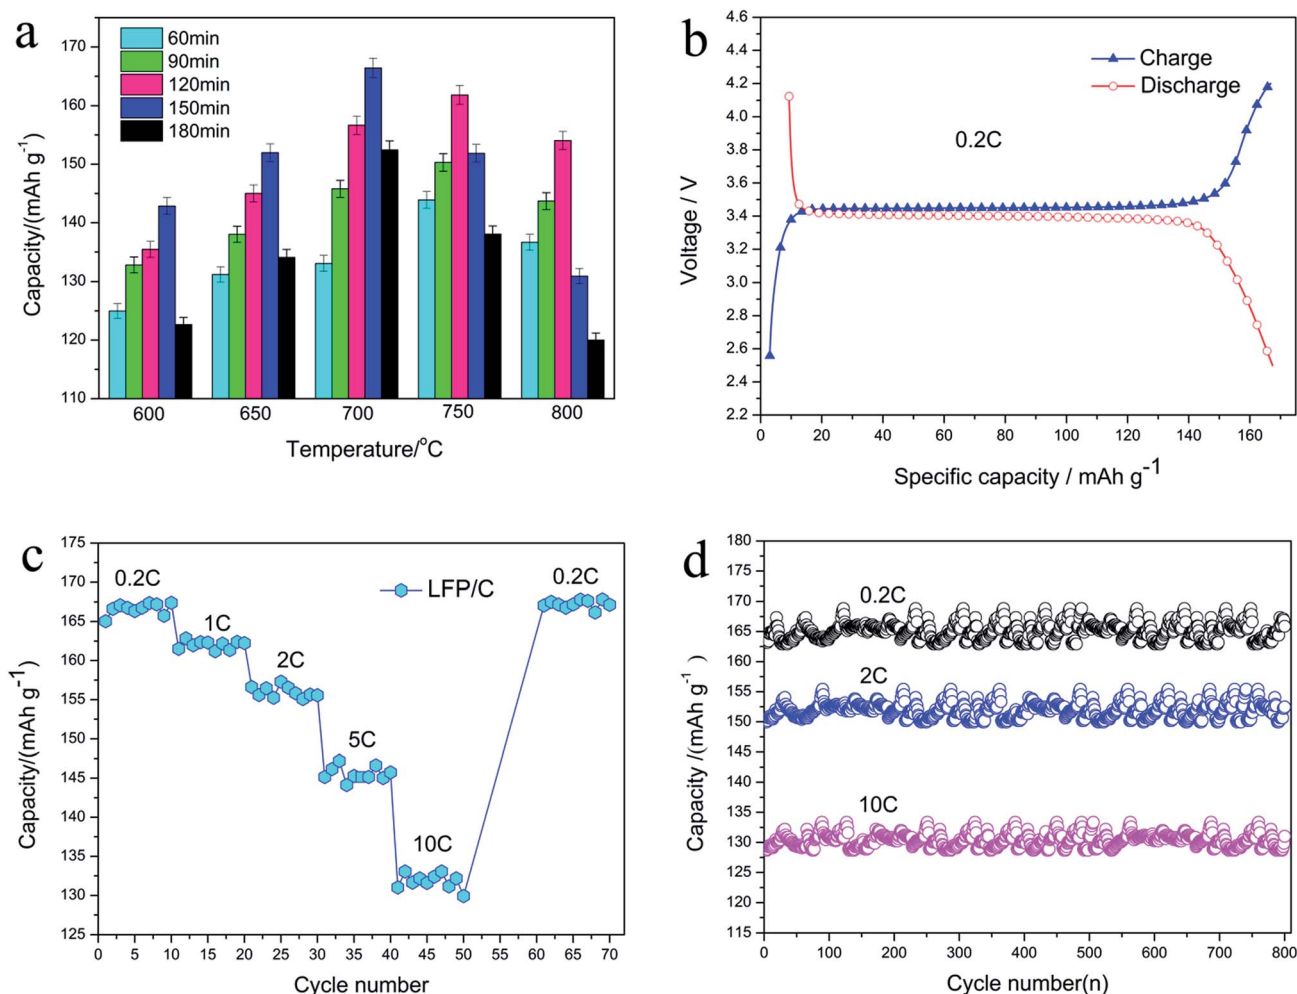 a
60min
90min
120min
150min
180min
170
160
150
140
130
120
110
600 650 700 750 800
Capacity/(mAh g-1)
Temperature/oC
b
4.6
4.4
4.2
4.0
3.8
3.6
3.4
3.2
3.0
2.8
2.6
2.4
2.2
Charge
Discharge
0.2C
0 20 40 60 80 100 120 140 160
Voltage / V
Specific capacity / mAh g-1
c
175
170
165
160
155
150
145
140
135
130
125
0.2C
1C
2C
5C
10C
0.2C
LFP/C
0 5 10 15 20 25 30 35 40 45 50 55 60 65 70
Capacity/(mAh g-1)
Cycle number
d
180
175
170
165
160
155
150
145
140
135
130
125
120
115
0.2C
2C
10C
0 100 200 300 400 500 600 700 800
Capacity /(mAh g-1)
Cycle number(n)